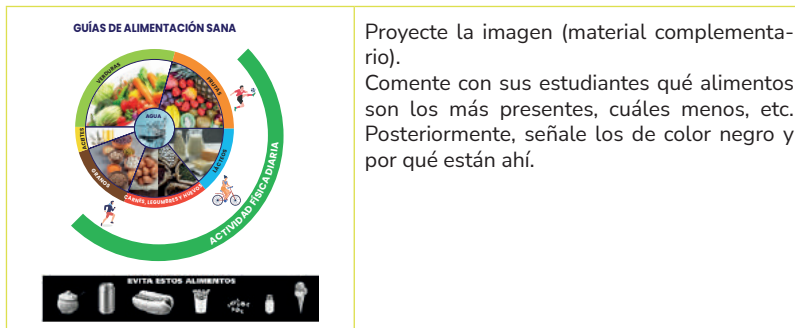 GUÍAS DE ALIMENTACIÓN SANA
VERDURAS
FRUTAS
AGUA
ACEITES
LÁCTEOS
GRANOS
CARNES, LEGUMBRES Y HUEVOS
ACTIVIDAD FÍSICA DIARIA
EVITA ESTOS ALIMENTOS
Proyecte la imagen (material complementa-
rio).
Comente con sus estudiantes qué alimentos
son los más presentes, cuáles menos, etc.
Posteriormente, señale los de color negro y
por qué están ahí.